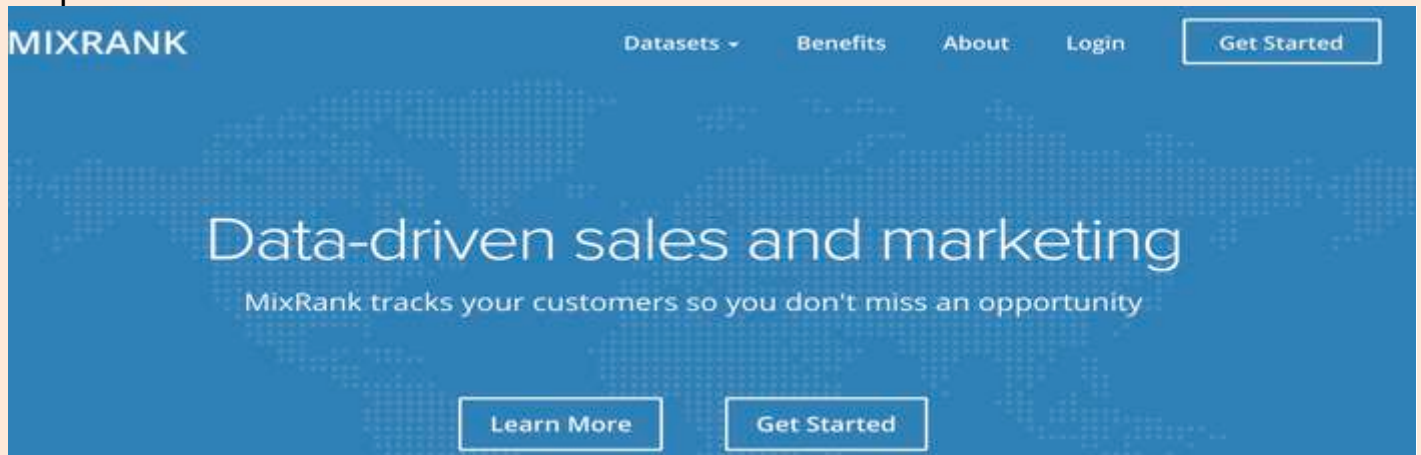 MIXRANK
Datasets Benefits About Login Get Started
Data-driven sales and marketing
MixRank tracks your customers so you don't miss an opportunity
Learn More Get Started